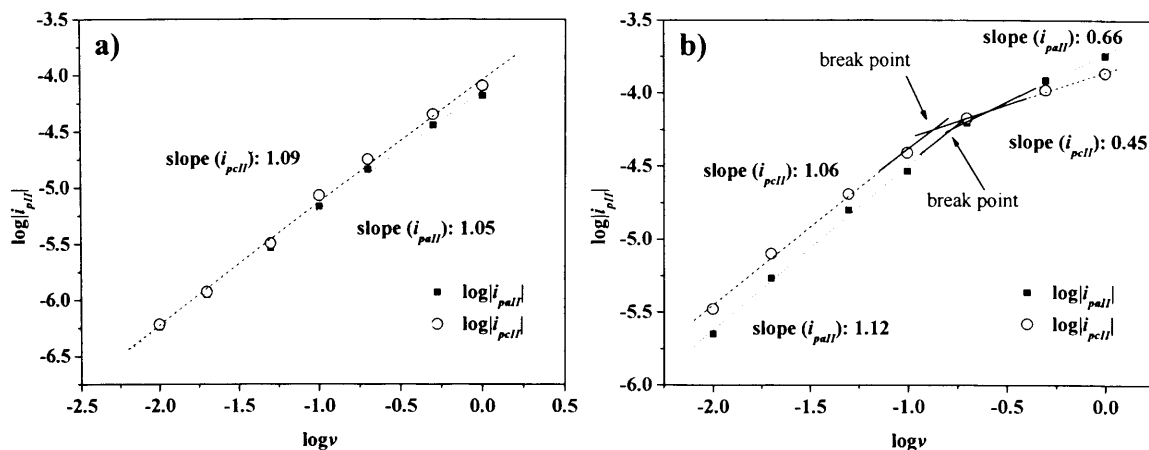 a)
-3.5
-4.0
-4.5
-5.0
-5.5
-6.0
-6.5
log|i_pII|
slope (i_pcII): 1.09
slope (i_paII): 1.05
log|i_paII|
log|i_pcII|
-2.5 -2.0 -1.5 -1.0 -0.5 0.0 0.5
logν
b)
-3.5
-4.0
-4.5
-5.0
-5.5
-6.0
log|i_pII|
slope (i_paII): 0.66
break point
slope (i_pcII): 0.45
slope (i_pcII): 1.06
break point
slope (i_paII): 1.12
log|i_paII|
log|i_pcII|
-2.0 -1.5 -1.0 -0.5 0.0
logν